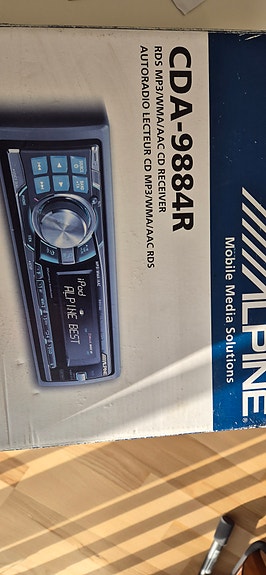 ALPINE®
Mobile Media Solutions
CDA-9884R
RDS MP3/WMA/AAC CD RECEIVER
AUTORADIO LECTEUR CD MP3/WMA/AAC RDS
iPod
ALPINE BEST
ALPINE